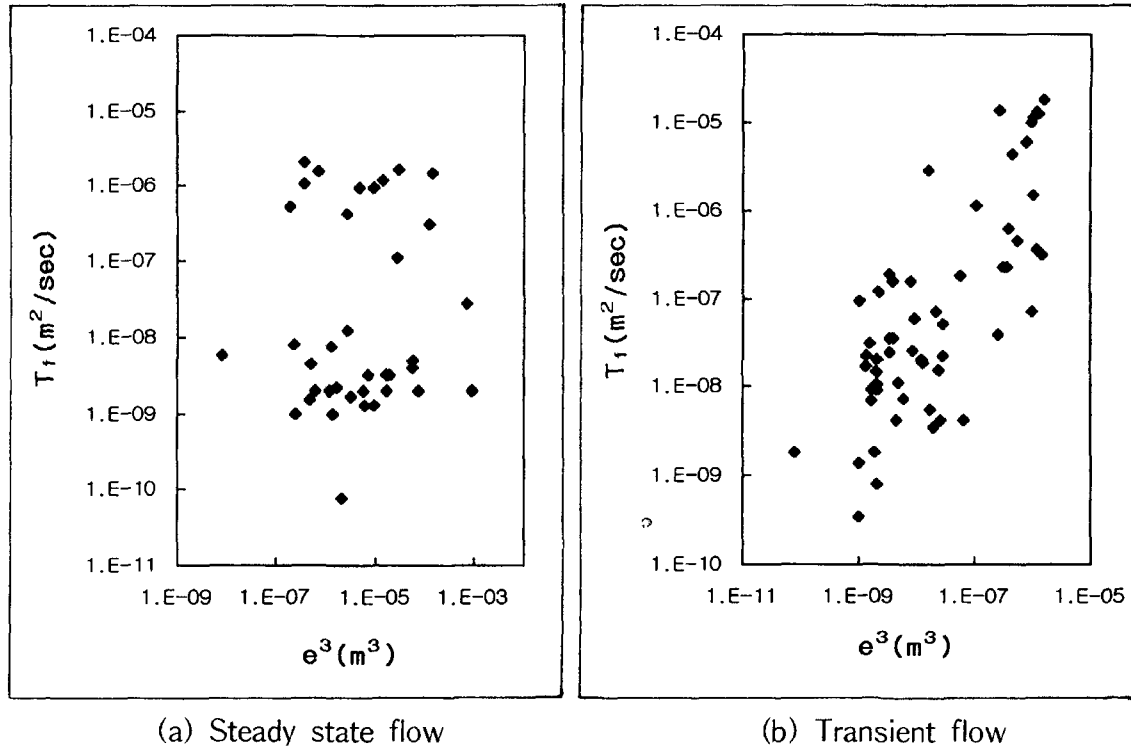 1.E-04
1.E-05
1.E-06
1.E-07
1.E-08
1.E-09
1.E-10
1.E-11
T₁(m²/sec)
1.E-09 1.E-07 1.E-05 1.E-03
e³(m³)
(a) Steady state flow
1.E-04
1.E-05
1.E-06
1.E-07
1.E-08
1.E-09
1.E-10
T₁(m²/sec)
1.E-11 1.E-09 1.E-07 1.E-05
e³(m³)
(b) Transient flow